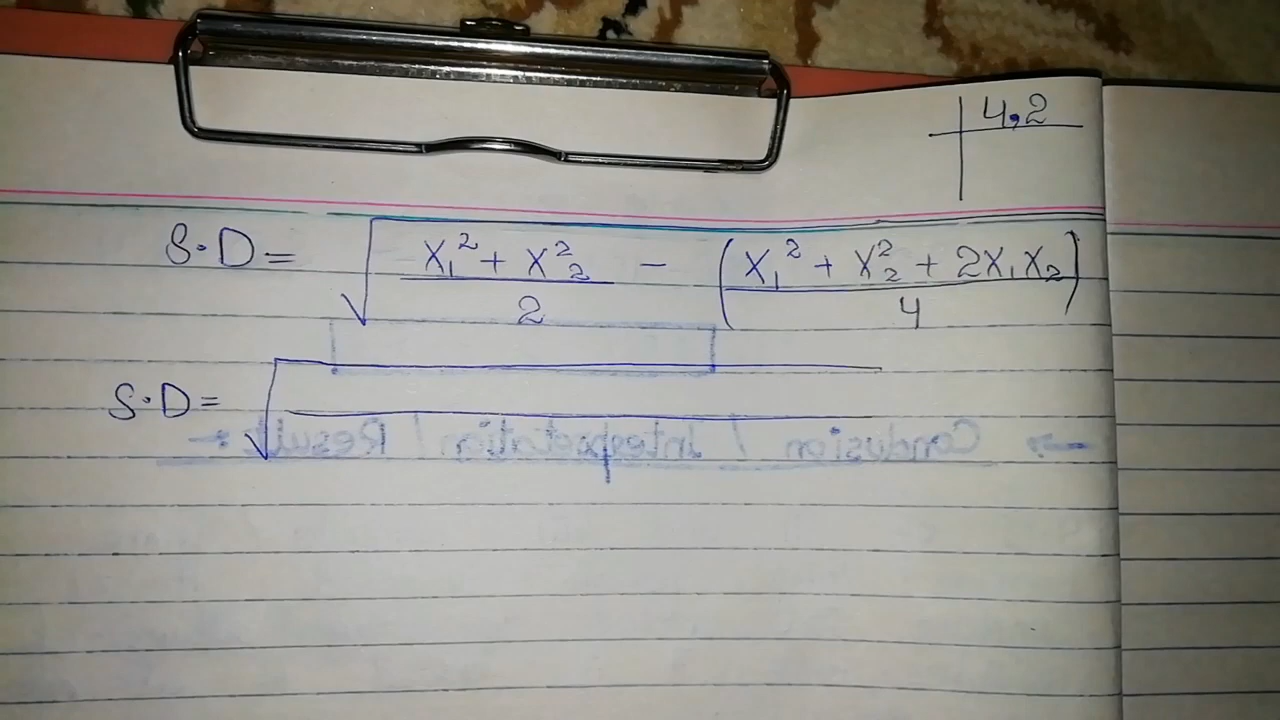 4,2
S.D = √ X₁² + X₂² / 2 - (X₁² + X₂² + 2X₁X₂ / 4)
S.D = √
→ Conclusion / Interpretation / Result :-